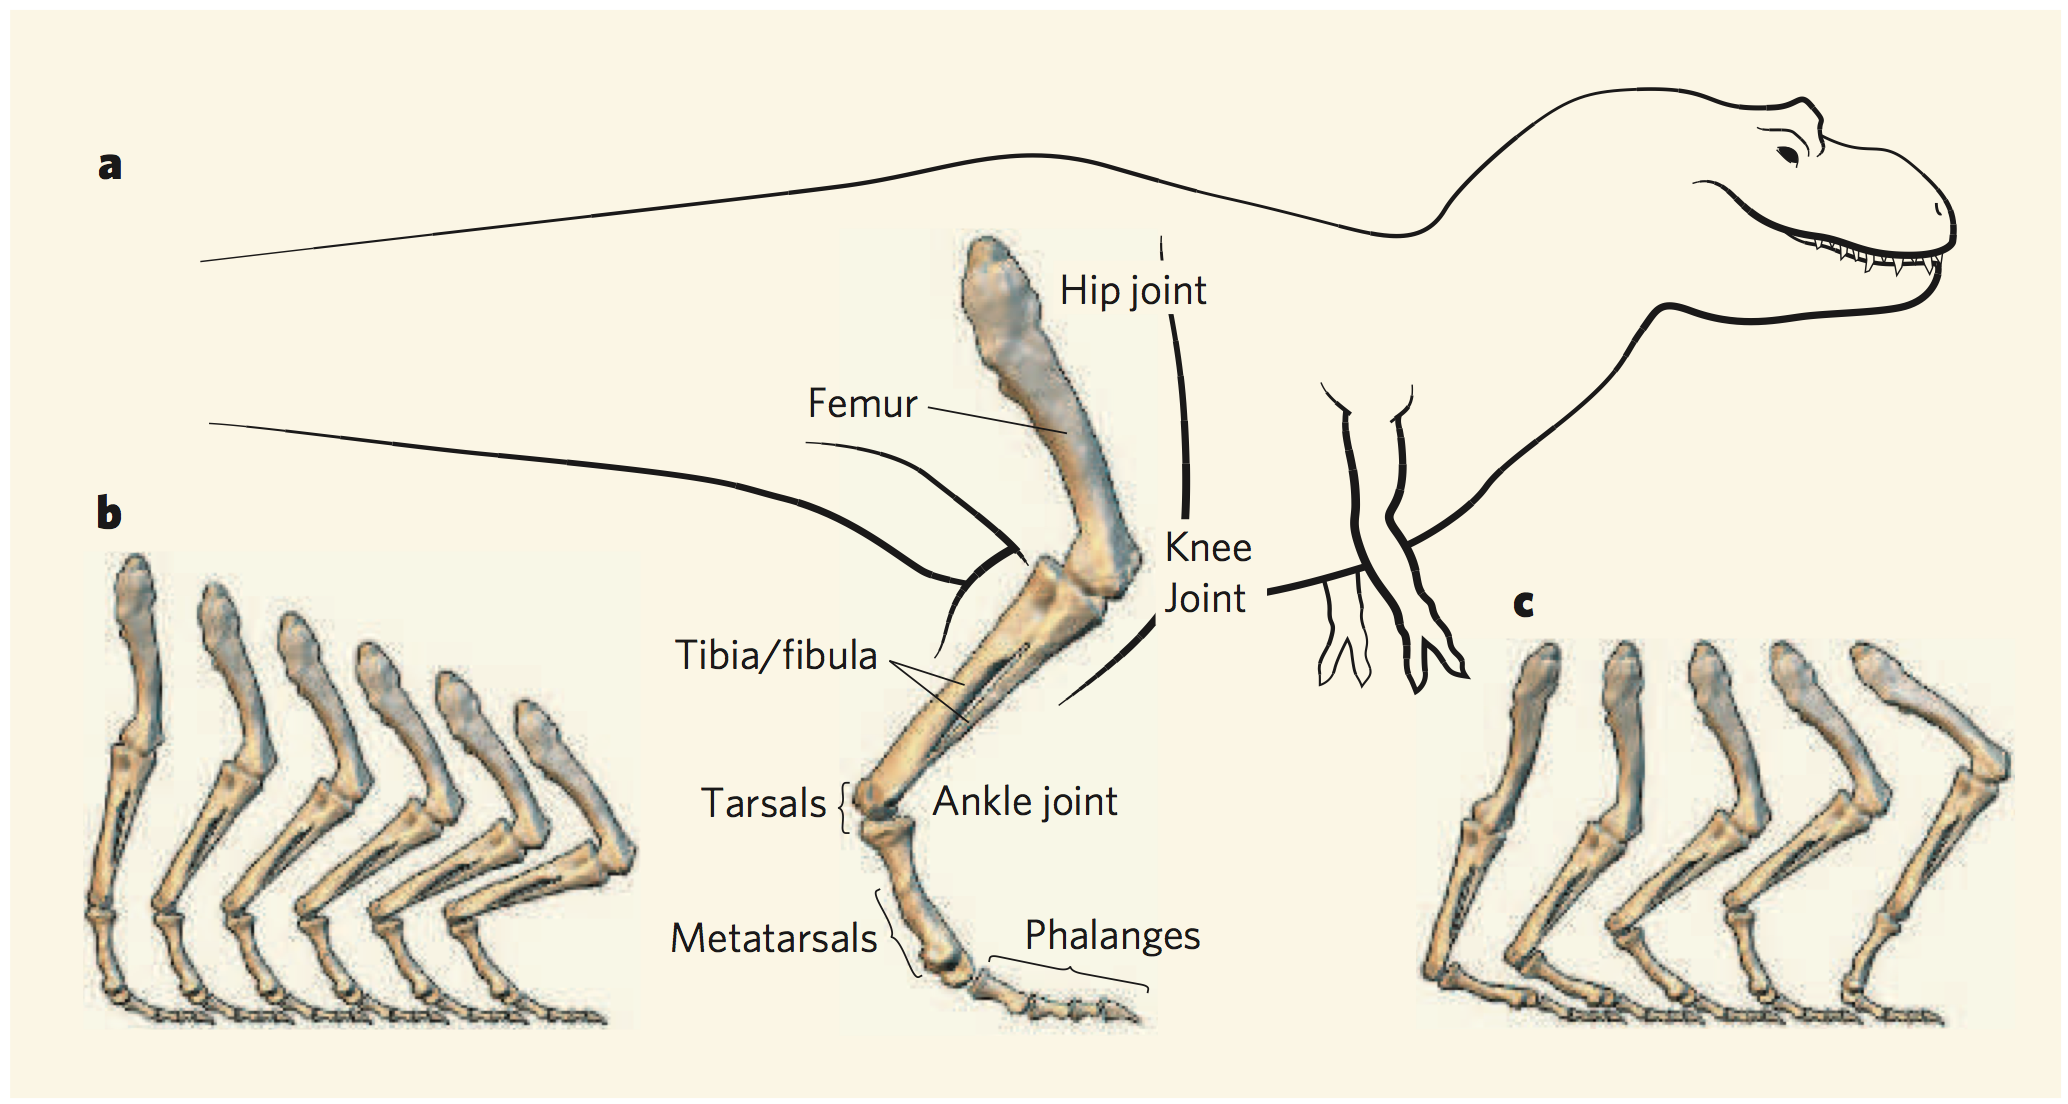 a
Hip joint
Femur
b
Knee
Joint
c
Tibia/fibula
Tarsals
Ankle joint
Metatarsals
Phalanges